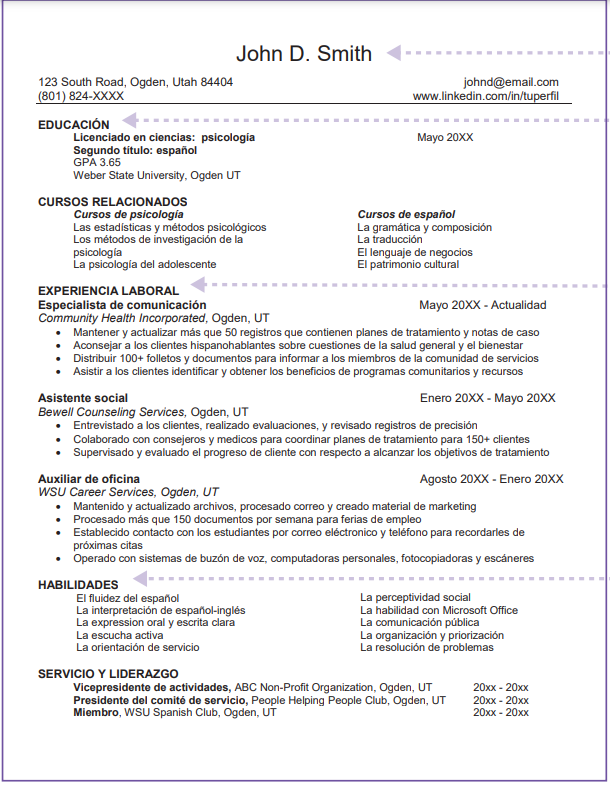 John D. Smith
123 South Road, Ogden, Utah 84404 johnd@email.com
(801) 824-XXXX www.linkedin.com/in/tuperfil
EDUCACIÓN
Licenciado en ciencias: psicología Mayo 20XX
Segundo título: español
GPA 3.65
Weber State University, Ogden UT
CURSOS RELACIONADOS
Cursos de psicología Cursos de español
Las estadísticas y métodos psicológicos La gramática y composición
Los métodos de investigación de la La traducción
psicología El lenguaje de negocios
La psicología del adolescente El patrimonio cultural
EXPERIENCIA LABORAL
Especialista de comunicación Mayo 20XX - Actualidad
Community Health Incorporated, Ogden, UT
• Mantener y actualizar más que 50 registros que contienen planes de tratamiento y notas de caso
• Aconsejar a los clientes hispanohablantes sobre cuestiones de la salud general y el bienestar
• Distribuir 100+ folletos y documentos para informar a los miembros de la comunidad de servicios
• Asistir a los clientes identificar y obtener los beneficios de programas comunitarios y recursos
Asistente social Enero 20XX - Mayo 20XX
Bewell Counseling Services, Ogden, UT
• Entrevistado a los clientes, realizado evaluaciones, y revisado registros de precisión
• Colaborado con consejeros y medicos para coordinar planes de tratamiento para 150+ clientes
• Supervisado y evaluado el progreso de cliente con respecto a alcanzar los objetivos de tratamiento
Auxiliar de oficina Agosto 20XX - Enero 20XX
WSU Career Services, Ogden, UT
• Mantenido y actualizado archivos, procesado correo y creado material de marketing
• Procesado más que 150 documentos por semana para ferias de empleo
• Establecido contacto con los estudiantes por correo eléctronico y teléfono para recordarles de
próximas citas
• Operado con sistemas de buzón de voz, computadoras personales, fotocopiadoras y escáneres
HABILIDADES
El fluidez del español La perceptividad social
La interpretación de español-inglés La habilidad con Microsoft Office
La expression oral y escrita clara La comunicación pública
La escucha activa La organización y priorización
La orientación de servicio La resolución de problemas
SERVICIO Y LIDERAZGO
Vicepresidente de actividades, ABC Non-Profit Organization, Ogden, UT 20xx - 20xx
Presidente del comité de servicio, People Helping People Club, Ogden, UT 20xx - 20xx
Miembro, WSU Spanish Club, Ogden, UT 20xx - 20xx